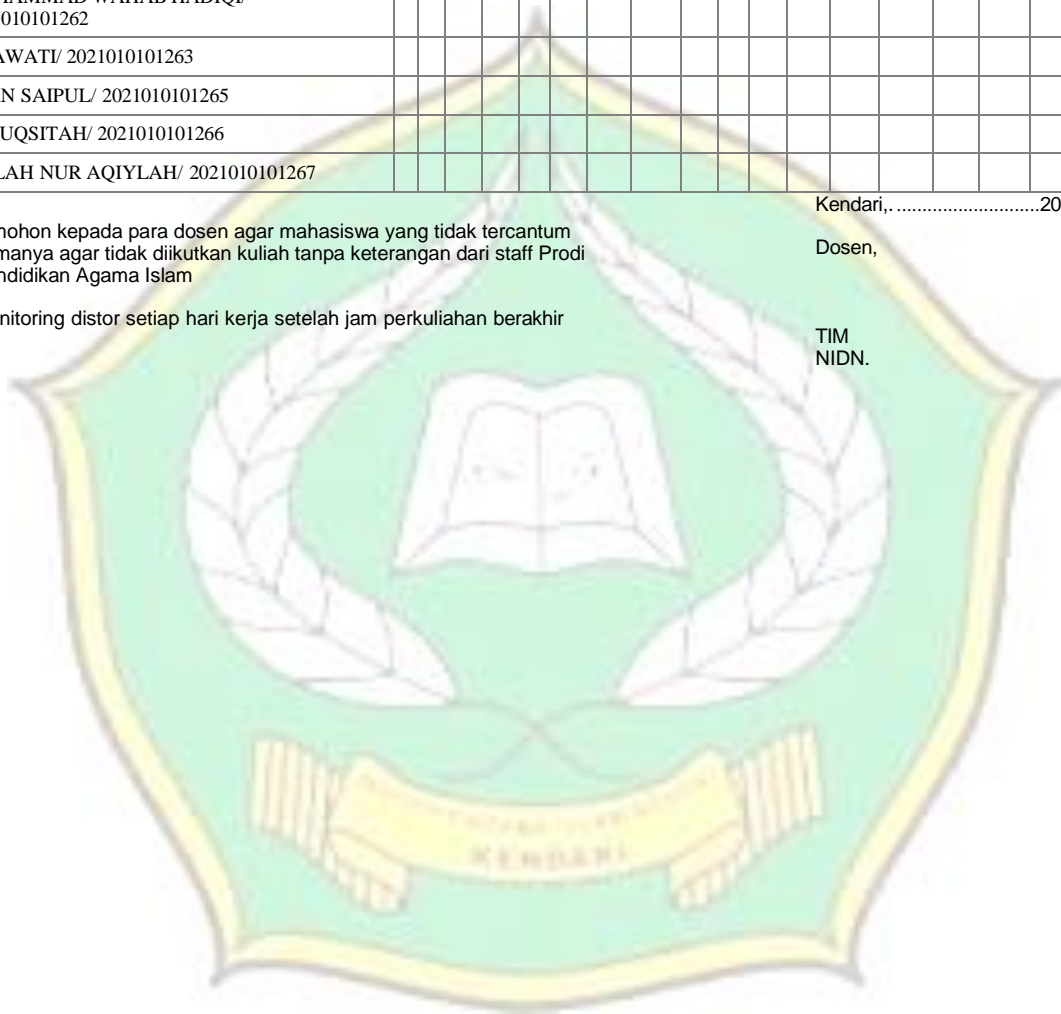 HAMMAD WAHAB HADIQI/
010101262
AWATI/ 2021010101263
N SAIPUL/ 2021010101265
UQSITAH/ 2021010101266
LAH NUR AQIYLAH/ 2021010101267
Kendari,............................20
mohon kepada para dosen agar mahasiswa yang tidak tercantum
manya agar tidak diikutkan kuliah tanpa keterangan dari staff Prodi
ndidikan Agama Islam
Dosen,
nitoring distor setiap hari kerja setelah jam perkuliahan berakhir
TIM
NIDN.
KENDARI